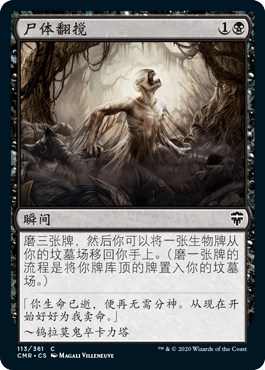 尸体翻搅
1
瞬间
磨三张牌，然后你可以将一张生物牌从
你的坟墓场移回你手上。（磨一张牌的
流程是将你牌库顶的牌置入你的坟墓
场。）
「你生命已逝，便再无需分神。从现在开
始好好为我卖命。」
～钨拉莫鬼卒卡力塔
113/361 C
CMR • CS MAGALI VILLENEUVE
™ & © 2020 Wizards of the Coast